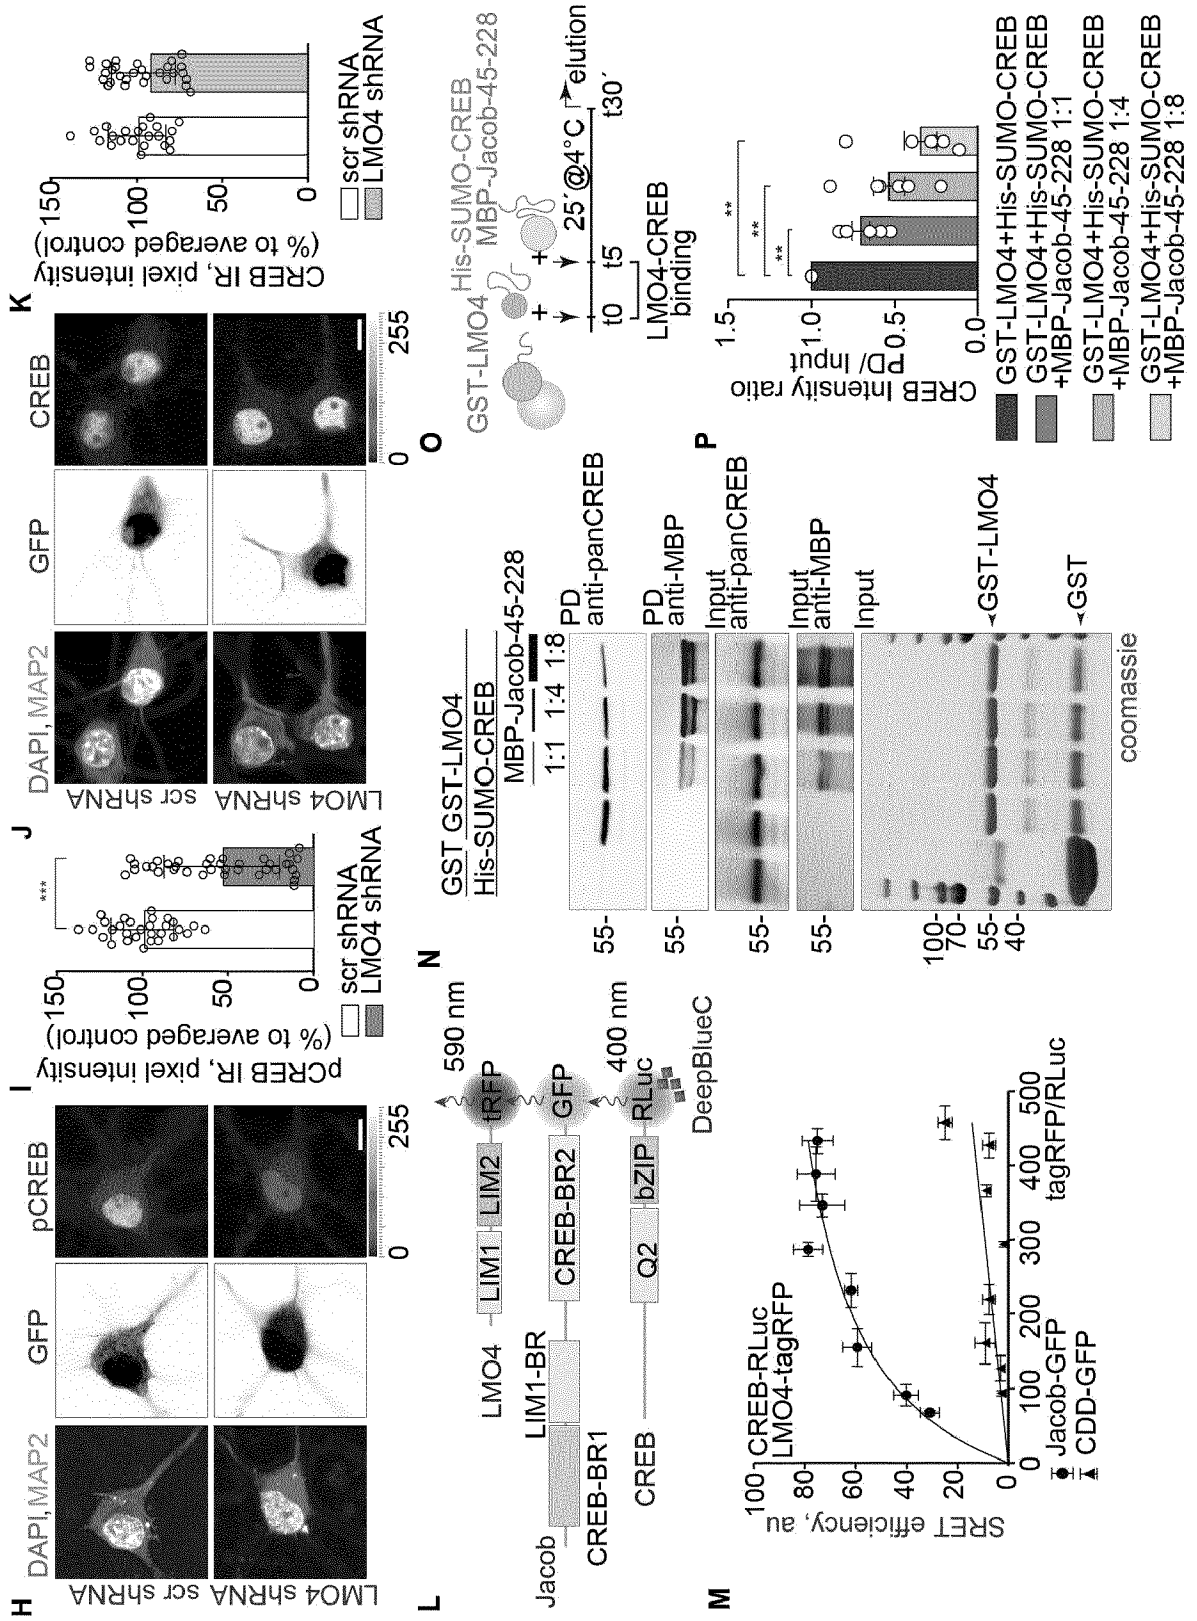 H
DAPI,MAP2
GFP
pCREB
scr shRNA
LMO4 shRNA
0
255
I
pCREB IR, pixel intensity
(% to averaged control)
150
100
50
0
***
scr shRNA
LMO4 shRNA
J
DAPI,MAP2
GFP
CREB
scr shRNA
LMO4 shRNA
0
255
K
CREB IR, pixel intensity
(% to averaged control)
150
100
50
0
scr shRNA
LMO4 shRNA
L
LMO4
LIM1
LIM2
tRFP
590 nm
Jacob
LIM1-BR
CREB-BR1
CREB-BR2
GFP
CREB
Q2
bZIP
RLuc
400 nm
DeepBlueC
M
SRET efficiency, au
100
80
60
40
20
0
CREB-RLuc
LMO4-tagRFP
0
100
200
300
400
500
tagRFP/RLuc
Jacob-GFP
CDD-GFP
N
GST GST-LMO4
His-SUMO-CREB
MBP-Jacob-45-228
1:1
1:4
1:8
55-
PD
anti-panCREB
55-
PD
anti-MBP
55-
Input
anti-panCREB
55-
Input
anti-MBP
Input
100-
70-
55-
40-
GST-LMO4
GST
coomassie
O
GST-LMO4
His-SUMO-CREB
MBP-Jacob-45-228
+
+
t0
t5
25´@4°C
t30´
elution
LMO4-CREB
binding
P
CREB Intensity ratio
PD/ Input
1.5
1.0
0.5
0.0
**
**
**
GST-LMO4+His-SUMO-CREB
GST-LMO4+His-SUMO-CREB
+MBP-Jacob-45-228 1:1
GST-LMO4+His-SUMO-CREB
+MBP-Jacob-45-228 1:4
GST-LMO4+His-SUMO-CREB
+MBP-Jacob-45-228 1:8